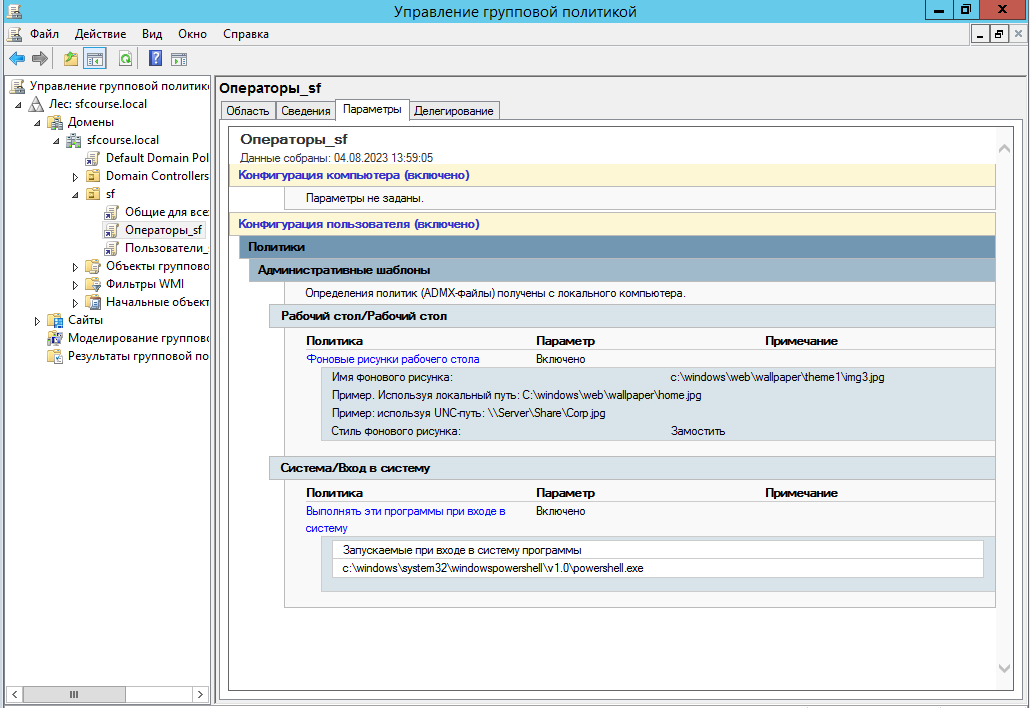 Управление групповой политикой
Файл Действие Вид Окно Справка
Управление групповой политико
Лес: sfcourse.local
Домены
sfcourse.local
Default Domain Pol
Domain Controllers
sf
Общие для все
Операторы_sf
Пользователи_
Объекты группово
Фильтры WMI
Начальные объект
Сайты
Моделирование группово
Результаты групповой по
Операторы_sf
Область Сведения Параметры Делегирование
Операторы_sf
Данные собраны: 04.08.2023 13:59:05
Конфигурация компьютера (включено)
Параметры не заданы.
Конфигурация пользователя (включено)
Политики
Административные шаблоны
Определения политик (ADMX-файлы) получены с локального компьютера.
Рабочий стол/Рабочий стол
Политика Параметр Примечание
Фоновые рисунки рабочего стола Включено
Имя фонового рисунка: c:\windows\web\wallpaper\theme1\img3.jpg
Пример. Используя локальный путь: C:\windows\web\wallpaper\home.jpg
Пример: используя UNC-путь: \\Server\Share\Corp.jpg
Стиль фонового рисунка: Замостить
Система/Вход в систему
Политика Параметр Примечание
Выполнять эти программы при входе в Включено
систему
Запускаемые при входе в систему программы
c:\windows\system32\windowspowershell\v1.0\powershell.exe